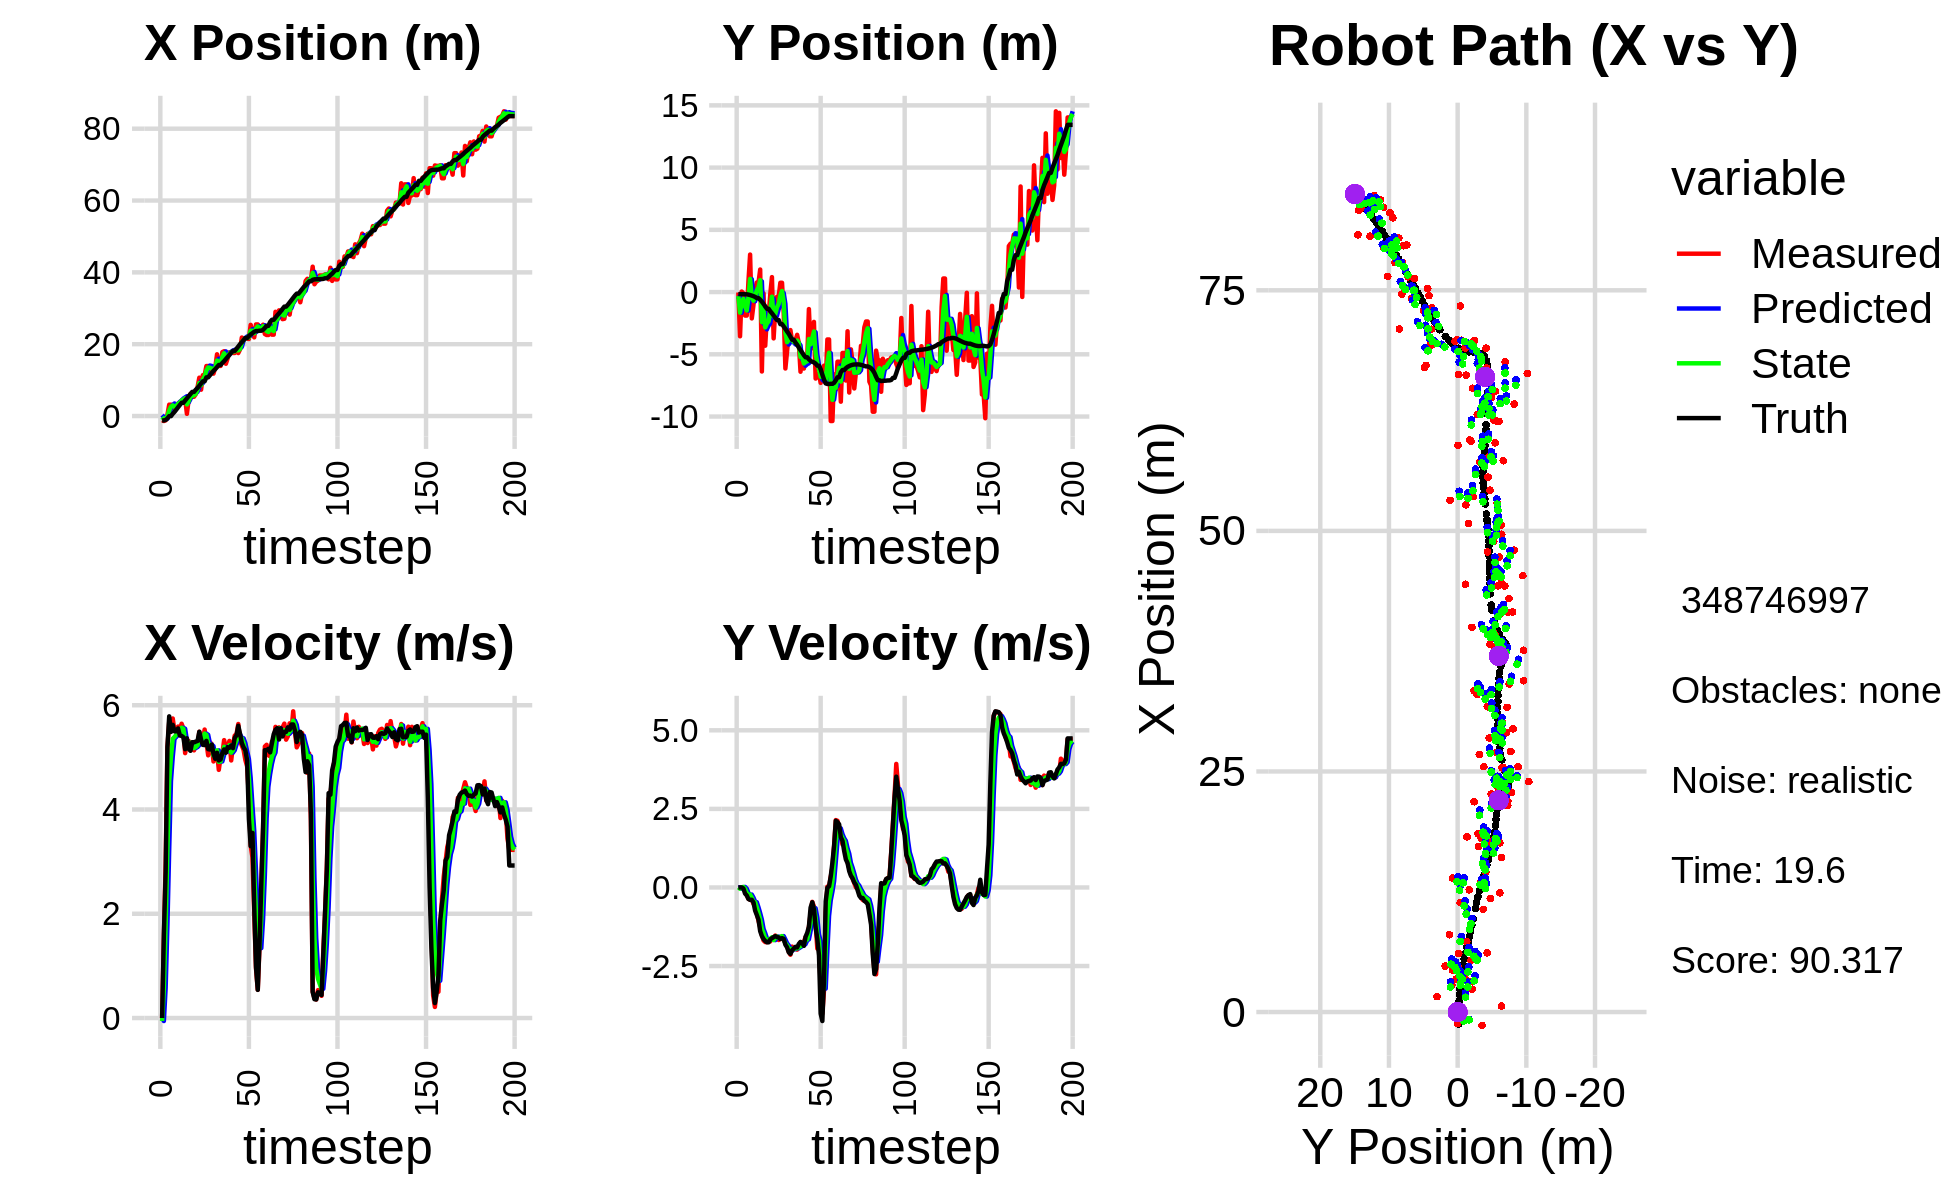 X Position (m)
80
60
40
20
0
0
50
100
150
200
timestep
Y Position (m)
15
10
5
0
-5
-10
0
50
100
150
200
timestep
X Velocity (m/s)
6
4
2
0
0
50
100
150
200
timestep
Y Velocity (m/s)
5.0
2.5
0.0
-2.5
0
50
100
150
200
timestep
Robot Path (X vs Y)
X Position (m)
75
50
25
0
20 10 0 -10 -20
Y Position (m)
variable
Measured
Predicted
State
Truth
348746997
Obstacles: none
Noise: realistic
Time: 19.6
Score: 90.317